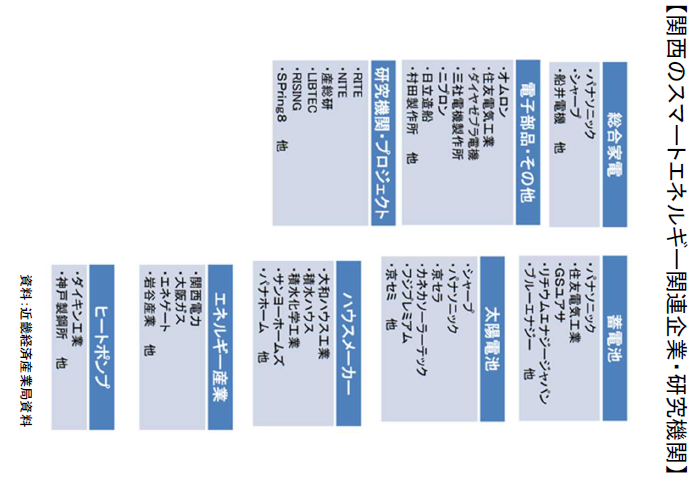 【関西のスマートエネルギー関連企業・研究機関】
総合家電
・パナソニック
・シャープ
・船井電機 他
電子部品・その他
・オムロン
・住友電気工業
・ダイヤゼブラ電機
・三社電機製作所
・ニプロン
・日立造船
・村田製作所 他
研究機関・プロジェクト
・RITE
・NITE
・産総研
・LIBTEC
・RISING
・SPring8 他
蓄電池
・パナソニック
・住友電気工業
・GSユアサ
・リチウムエナジージャパン
・ブルーエナジー 他
太陽電池
・シャープ
・パナソニック
・京セラ
・カネカソーラーテック
・フジプレミアム
・京セミ 他
ハウスメーカー
・大和ハウス工業
・積水ハウス
・積水化学工業
・サンヨーホームズ
・パナホーム 他
エネルギー産業
・関西電力
・大阪ガス
・エネゲート
・岩谷産業 他
ヒートポンプ
・ダイキン工業
・神戸製鋼所 他
資料:近畿経済産業局資料